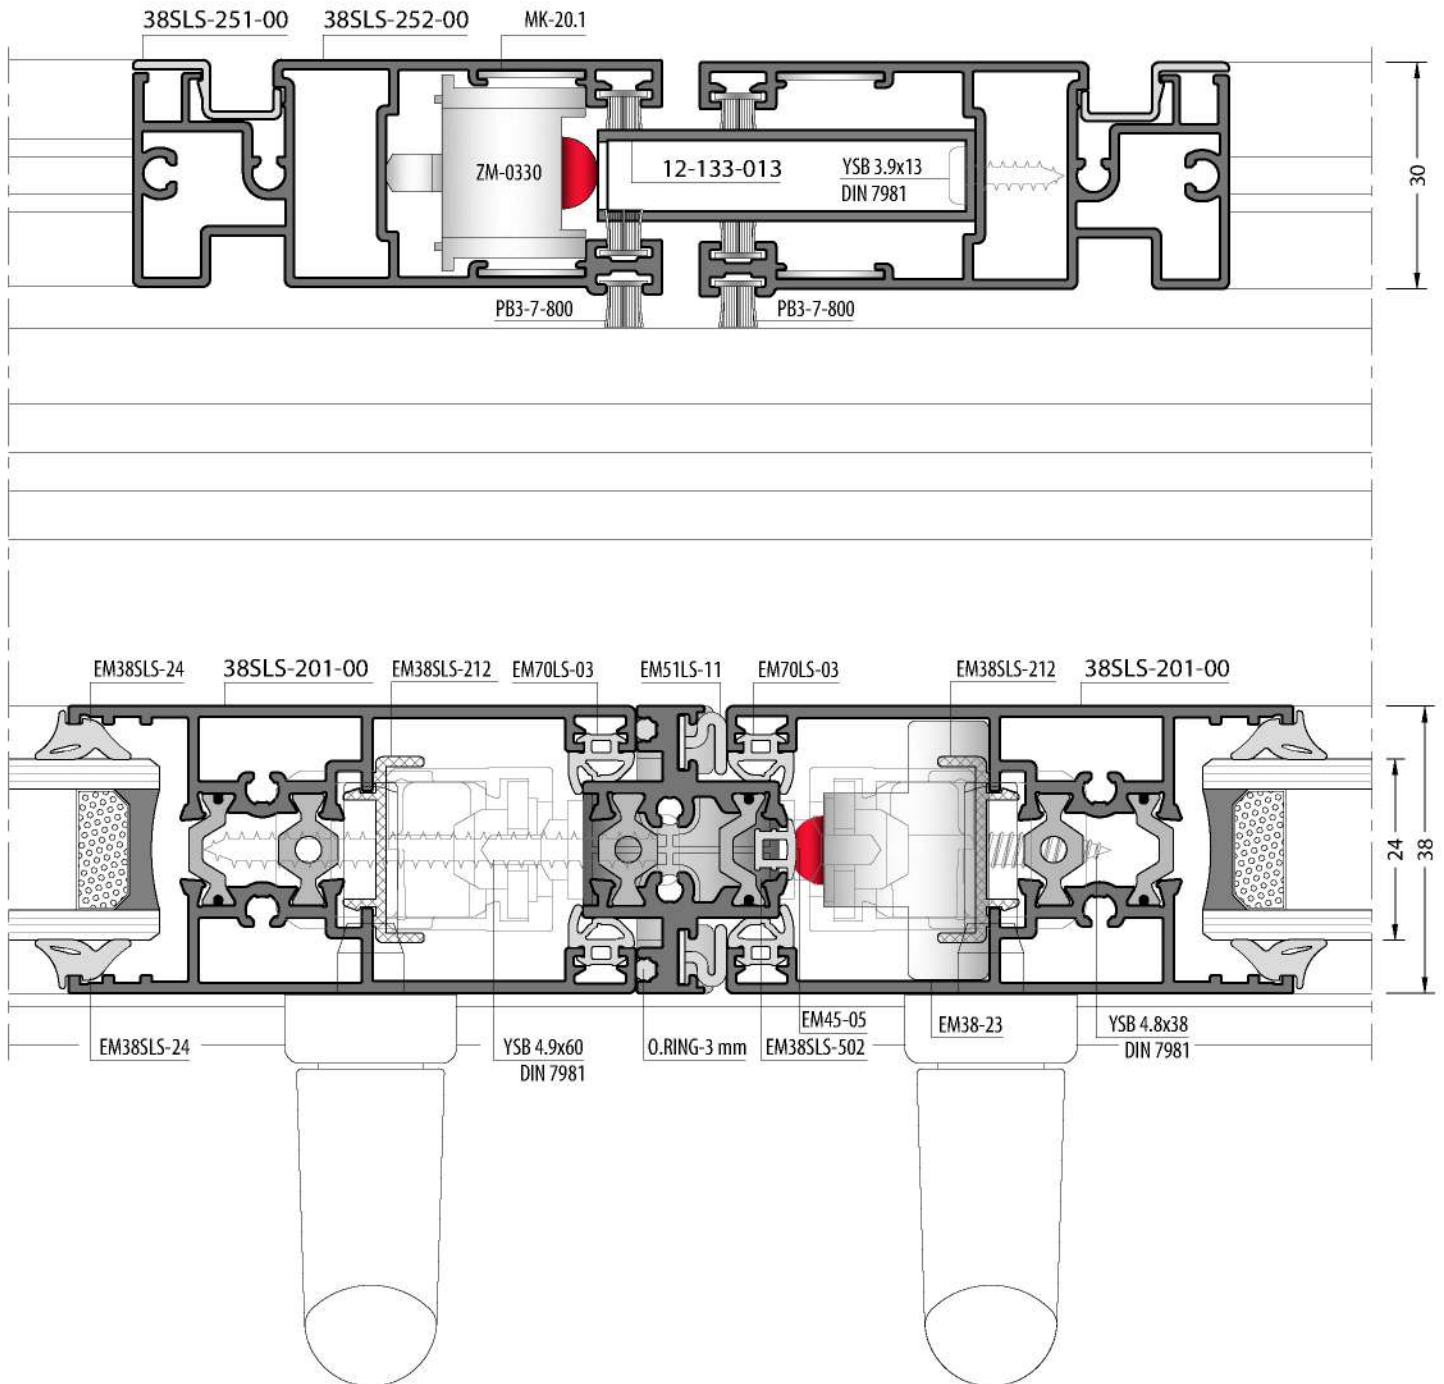 38SLS-251-00
38SLS-252-00
MK-20.1
ZM-0330
12-133-013
YSB 3.9x13
DIN 7981
30
PB3-7-800
PB3-7-800
EM38SLS-24
38SLS-201-00
EM38SLS-212
EM70LS-03
EM51LS-11
EM70LS-03
EM38SLS-212
38SLS-201-00
24
38
EM38SLS-24
YSB 4.9x60
DIN 7981
O.RING-3 mm
EM45-05
EM38SLS-502
EM38-23
YSB 4.8x38
DIN 7981